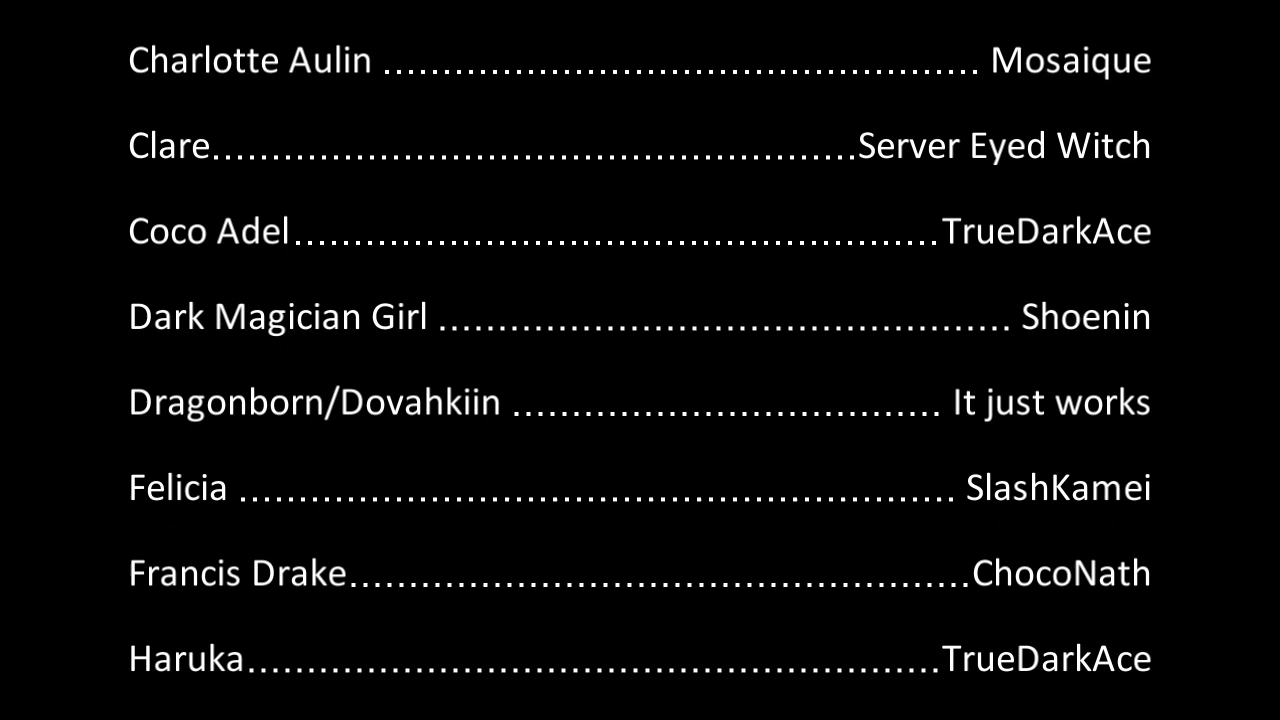 Charlotte Aulin ................................................. Mosaique
Clare.....................................................Server Eyed Witch
Coco Adel.....................................................TrueDarkAce
Dark Magician Girl ............................................... Shoenin
Dragonborn/Dovahkiin ................................... It just works
Felicia ........................................................... SlashKamei
Francis Drake...................................................ChocoNath
Haruka.........................................................TrueDarkAce